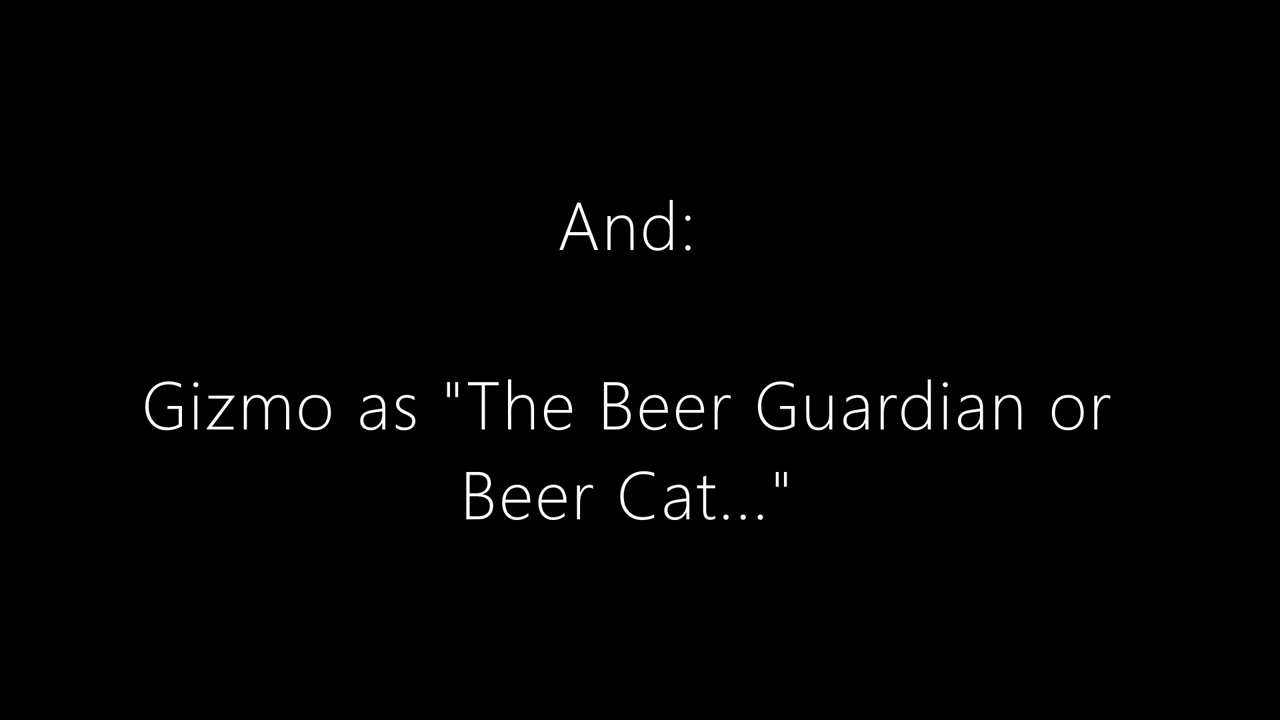 And:
Gizmo as "The Beer Guardian or
Beer Cat..."